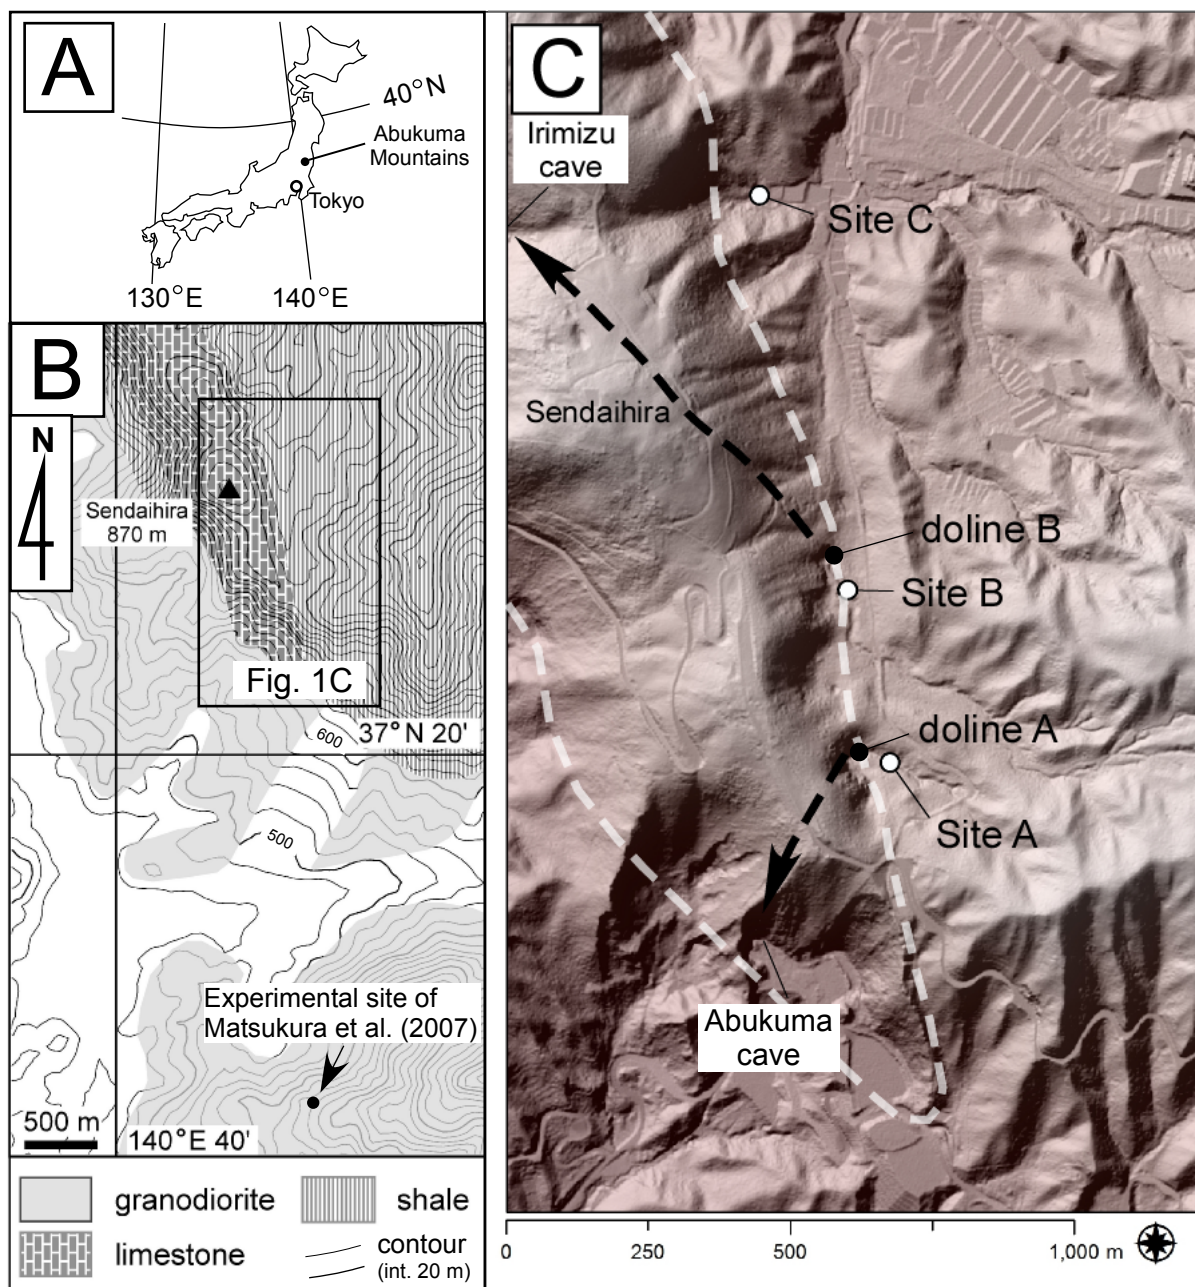 A
40°N
Abukuma
Mountains
Tokyo
130°E
140°E
B
N
Sendaihira
870 m
Fig. 1C
37° N 20'
600
500
Experimental site of
Matsukura et al. (2007)
500 m
140°E 40'
granodiorite
shale
limestone
contour
(int. 20 m)
C
Irimizu
cave
Site C
Sendaihira
doline B
Site B
doline A
Site A
Abukuma
cave
0
250
500
1,000 m